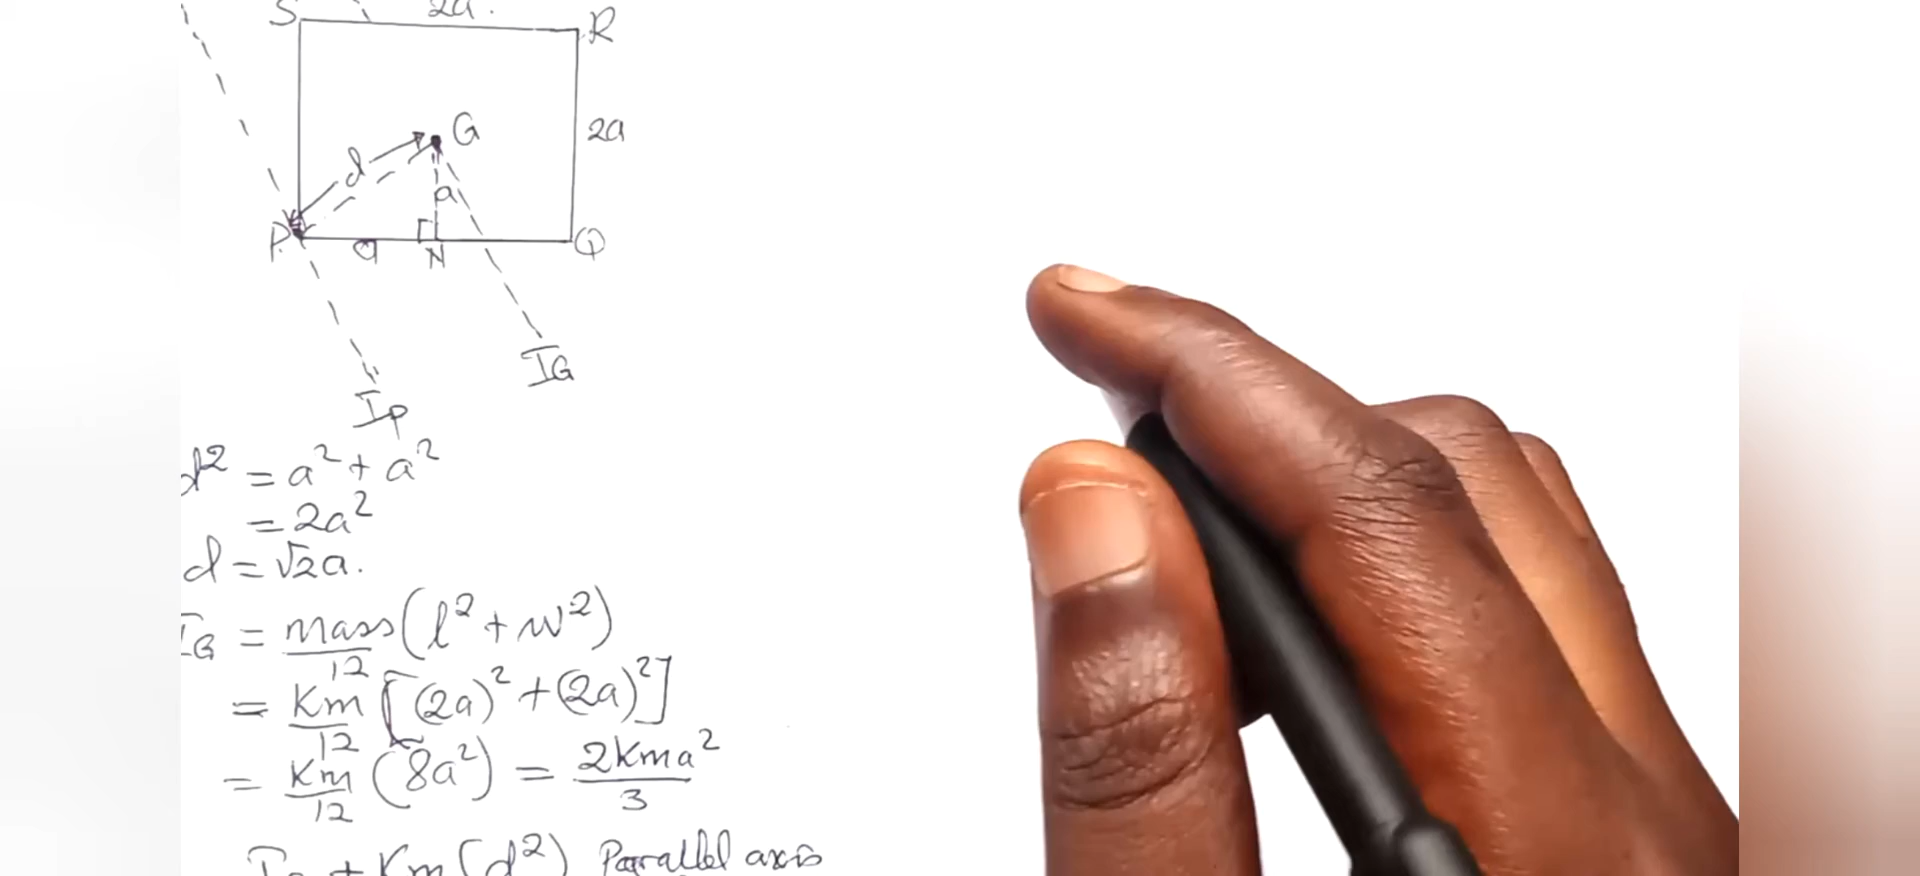 S 2a. R
G
2a
d
a
P a N Q
IG
IP
d² = a² + a²
= 2a²
d = √2a.
IG = mass/12 (l² + w²)
= Km/12 [(2a)² + (2a)²]
= Km/12 (8a²) = 2Kma²/3
+ Km(d²) Parallel axis